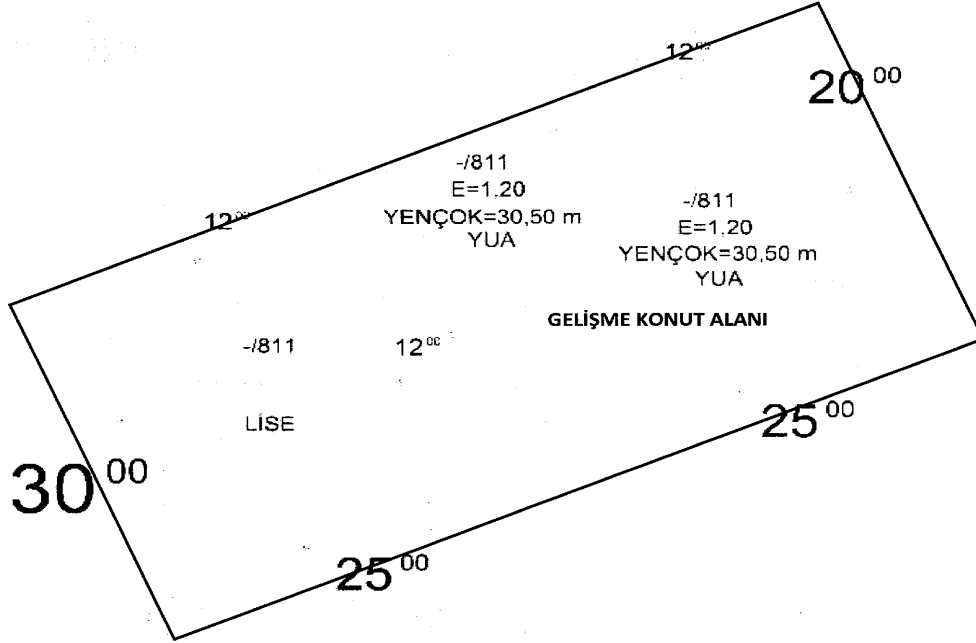 12⁰⁰
20⁰⁰
-/811
E=1.20
YENÇOK=30,50 m
YUA
12⁰⁰
-/811
E=1,20
YENÇOK=30,50 m
YUA
GELİŞME KONUT ALANI
-/811
12⁰⁰
LİSE
25⁰⁰
30⁰⁰
25⁰⁰